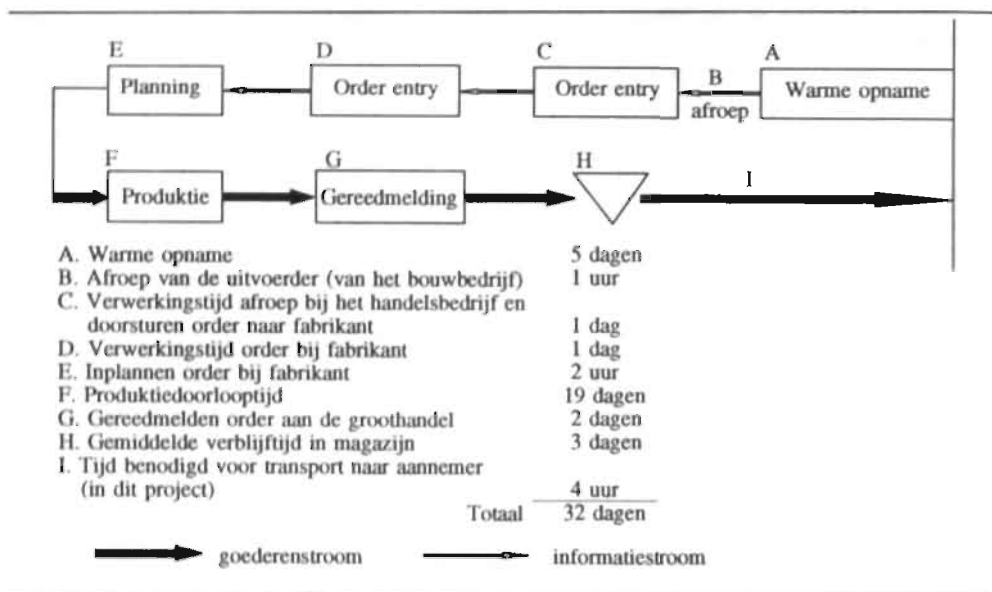 E D C A
Planning Order entry Order entry B Warme opname
afroep
F G H I
Produktie Gereedmelding
A. Warme opname 5 dagen
B. Afroep van de uitvoerder (van het bouwbedrijf) 1 uur
C. Verwerkingstijd afroep bij het handelsbedrijf en
doorsturen order naar fabrikant 1 dag
D. Verwerkingstijd order bij fabrikant 1 dag
E. Inplannen order bij fabrikant 2 uur
F. Produktiedoorlooptijd 19 dagen
G. Gereedmelden order aan de groothandel 2 dagen
H. Gemiddelde verblijftijd in magazijn 3 dagen
I. Tijd benodigd voor transport naar aannemer
(in dit project) 4 uur
Totaal 32 dagen
goederenstroom informatiestroom